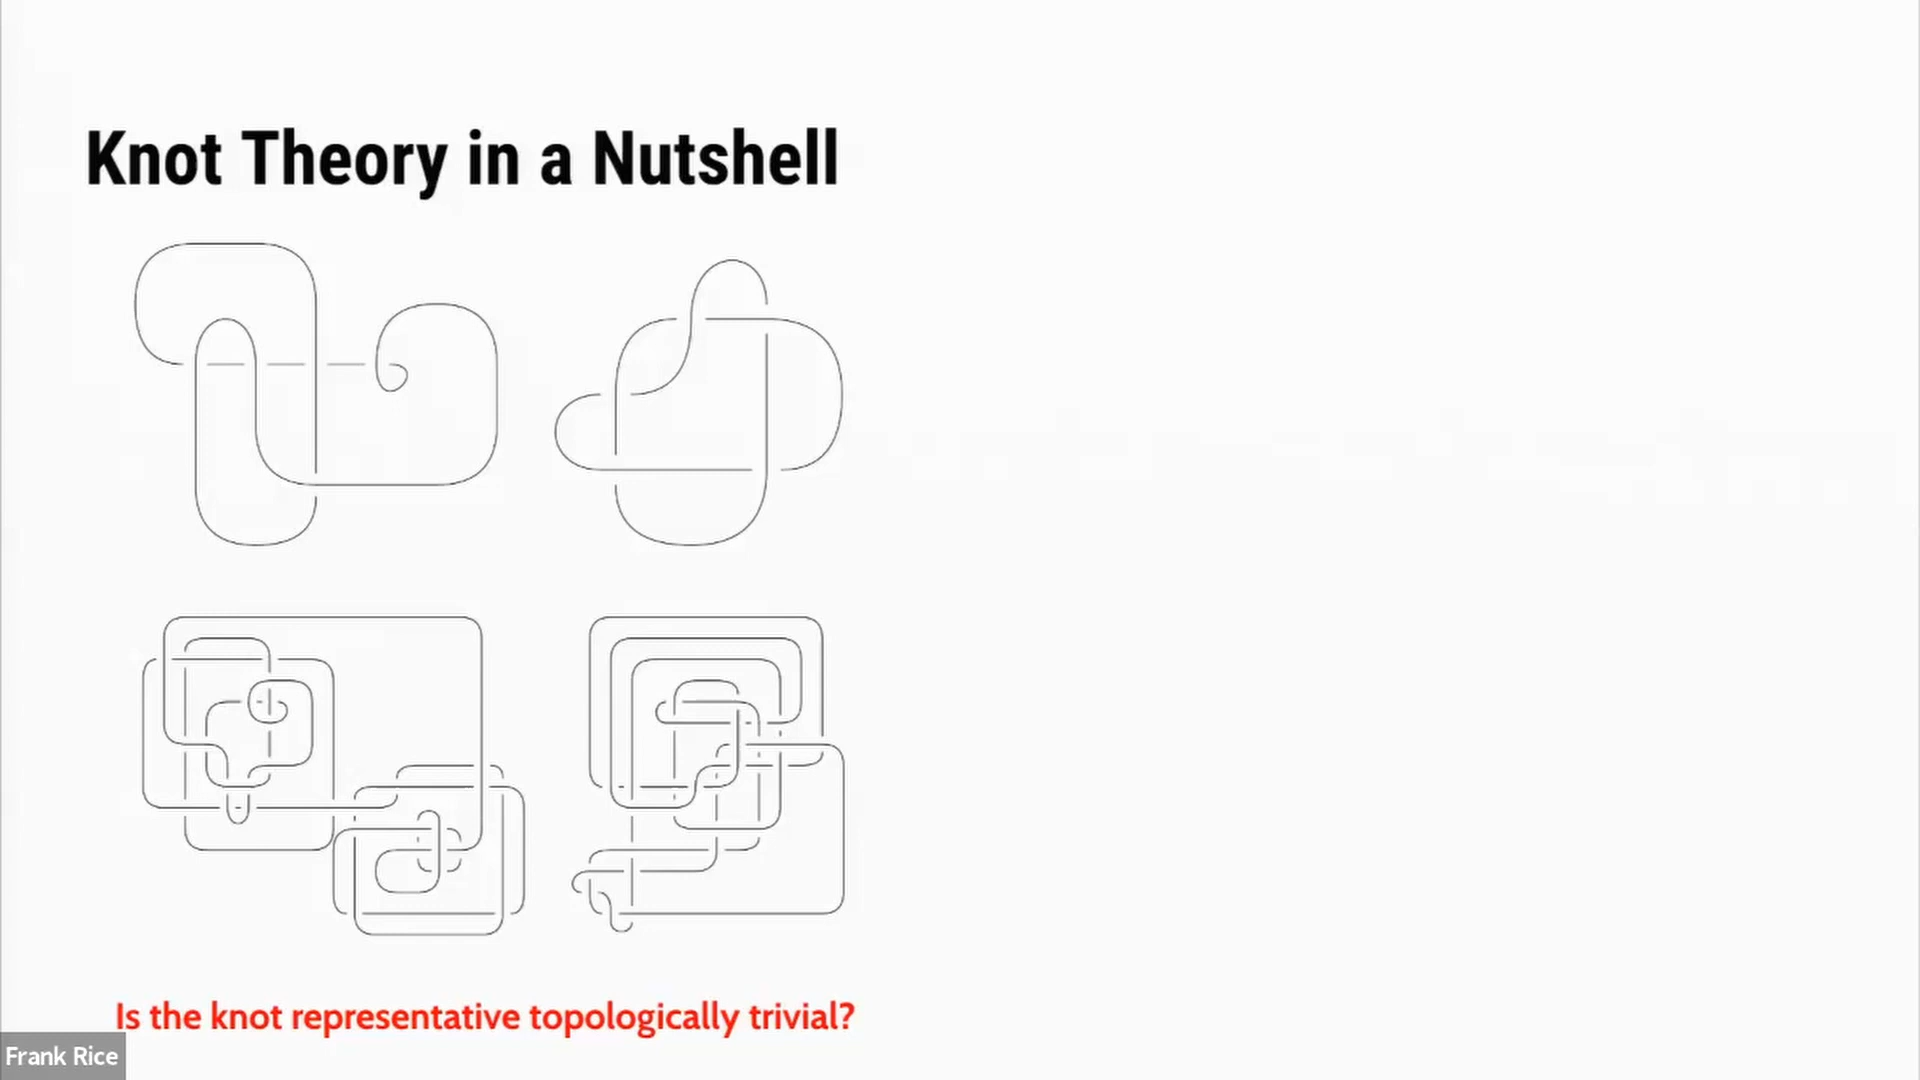 Knot Theory in a Nutshell
Is the knot representative topologically trivial?
Frank Rice